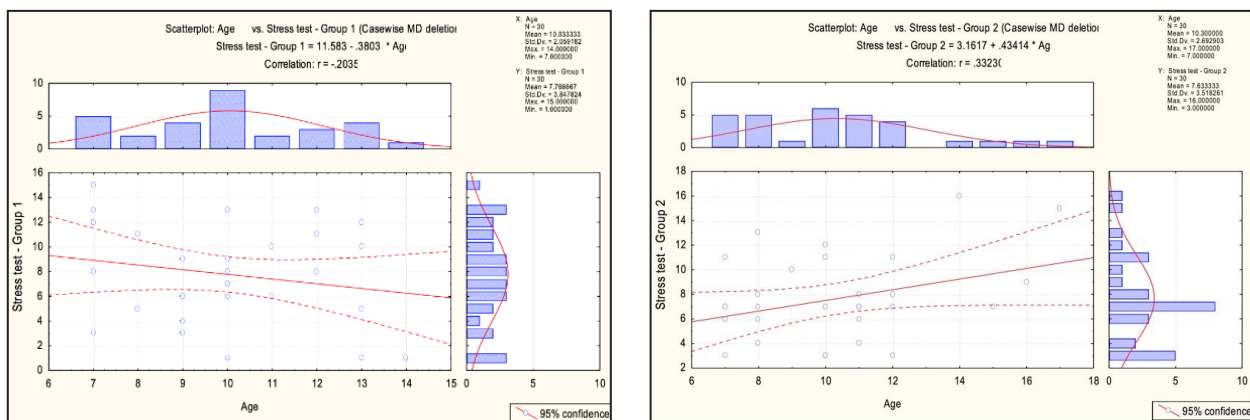 Scatterplot: Age vs. Stress test - Group 1 (Casewise MD deletion
Stress test - Group 1 = 11.583 - .3803 * Age
Correlation: r = -.2035
X: Age
N = 30
Mean = 10.033333
Std.Dv. = 2.059182
Max. = 14.000000
Min. = 7.000000
Y: Stress test - Group 1
N = 30
Mean = 7.766667
Std.Dv. = 3.847824
Max. = 15.000000
Min. = 1.000000
10
5
0
16
14
12
10
8
6
4
2
0
Stress test - Group 1
6 7 8 9 10 11 12 13 14 15
Age
0 5 10
95% confidence
Scatterplot: Age vs. Stress test - Group 2 (Casewise MD deletion
Stress test - Group 2 = 3.1617 + .43414 * Ag
Correlation: r = .33230
X: Age
N = 30
Mean = 10.300000
Std.Dv. = 2.692903
Max. = 17.000000
Min. = 7.000000
Y: Stress test - Group 2
N = 30
Mean = 7.633333
Std.Dv. = 3.518261
Max. = 16.000000
Min. = 3.000000
10
5
0
18
16
14
12
10
8
6
4
2
Stress test - Group 2
6 8 10 12 14 16 18
Age
0 2 4 6 8 10
95% confidence